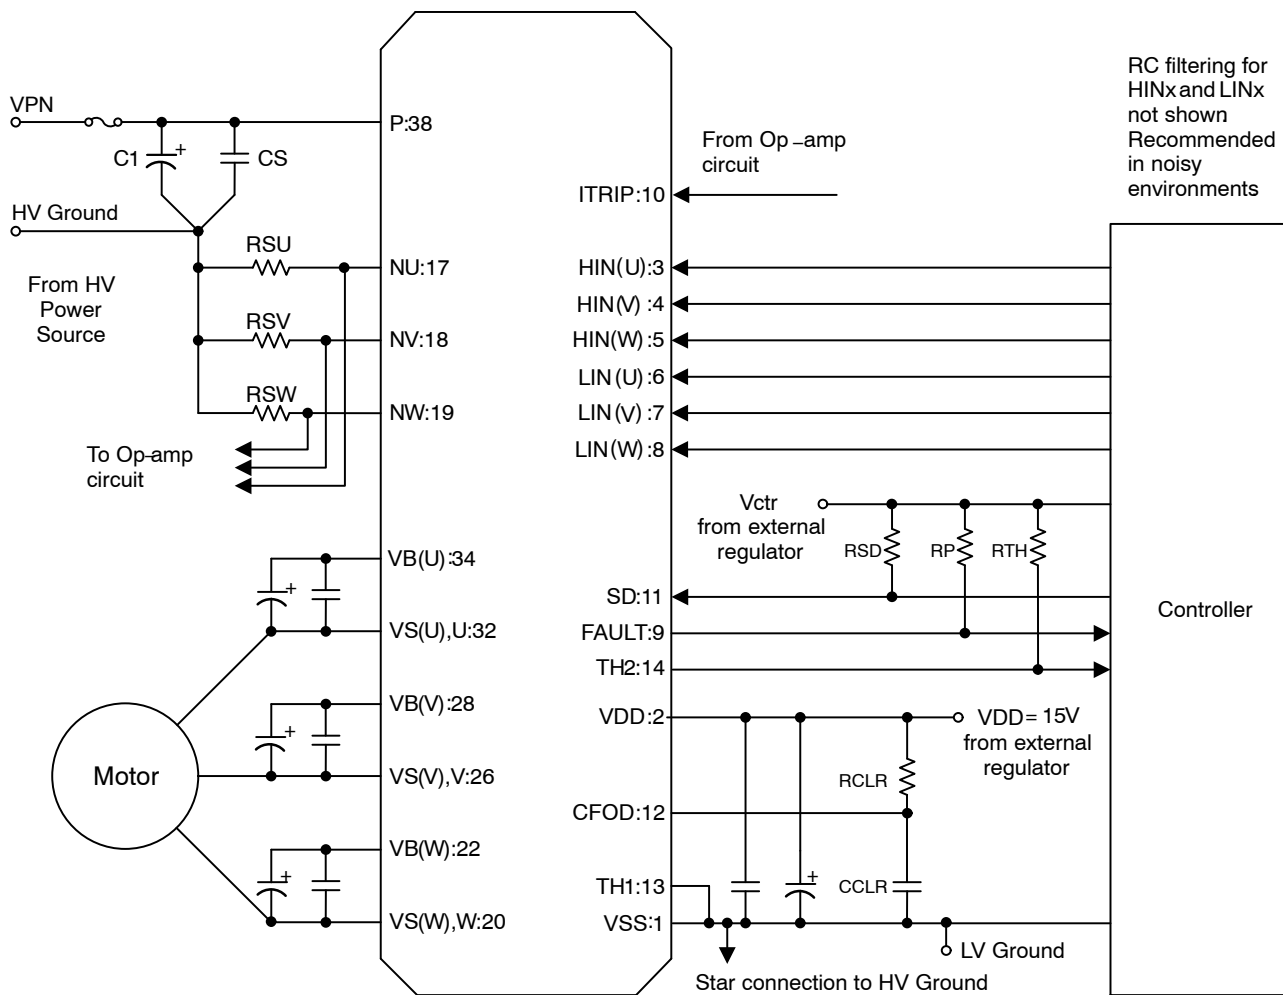 RC filtering for
HINx and LINx
not shown
Recommended
in noisy
environments
VPN
P:38
C1
+
CS
From Op-amp
circuit
ITRIP:10
HV Ground
RSU
NU:17
HIN(U):3
From HV
Power
Source
HIN(V) :4
RSV
NV:18
HIN(W):5
LIN(U):6
RSW
NW:19
LIN(V):7
To Op-amp
circuit
LIN(W):8
Vctr
from external
regulator
RSD
RP
RTH
VB(U):34
+
SD:11
Controller
VS(U),U:32
FAULT:9
TH2:14
VB(V):28
VDD:2
VDD= 15V
from external
regulator
+
Motor
VS(V),V:26
RCLR
CFOD:12
VB(W):22
+
TH1:13
+
CCLR
VS(W),W:20
VSS:1
LV Ground
Star connection to HV Ground